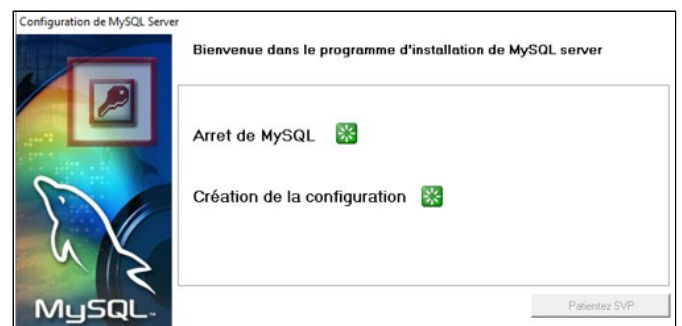 Configuration de MySQL Server
Bienvenue dans le programme d'installation de MySQL server
Arret de MySQL
Création de la configuration
MySQL™
Patientez SVP